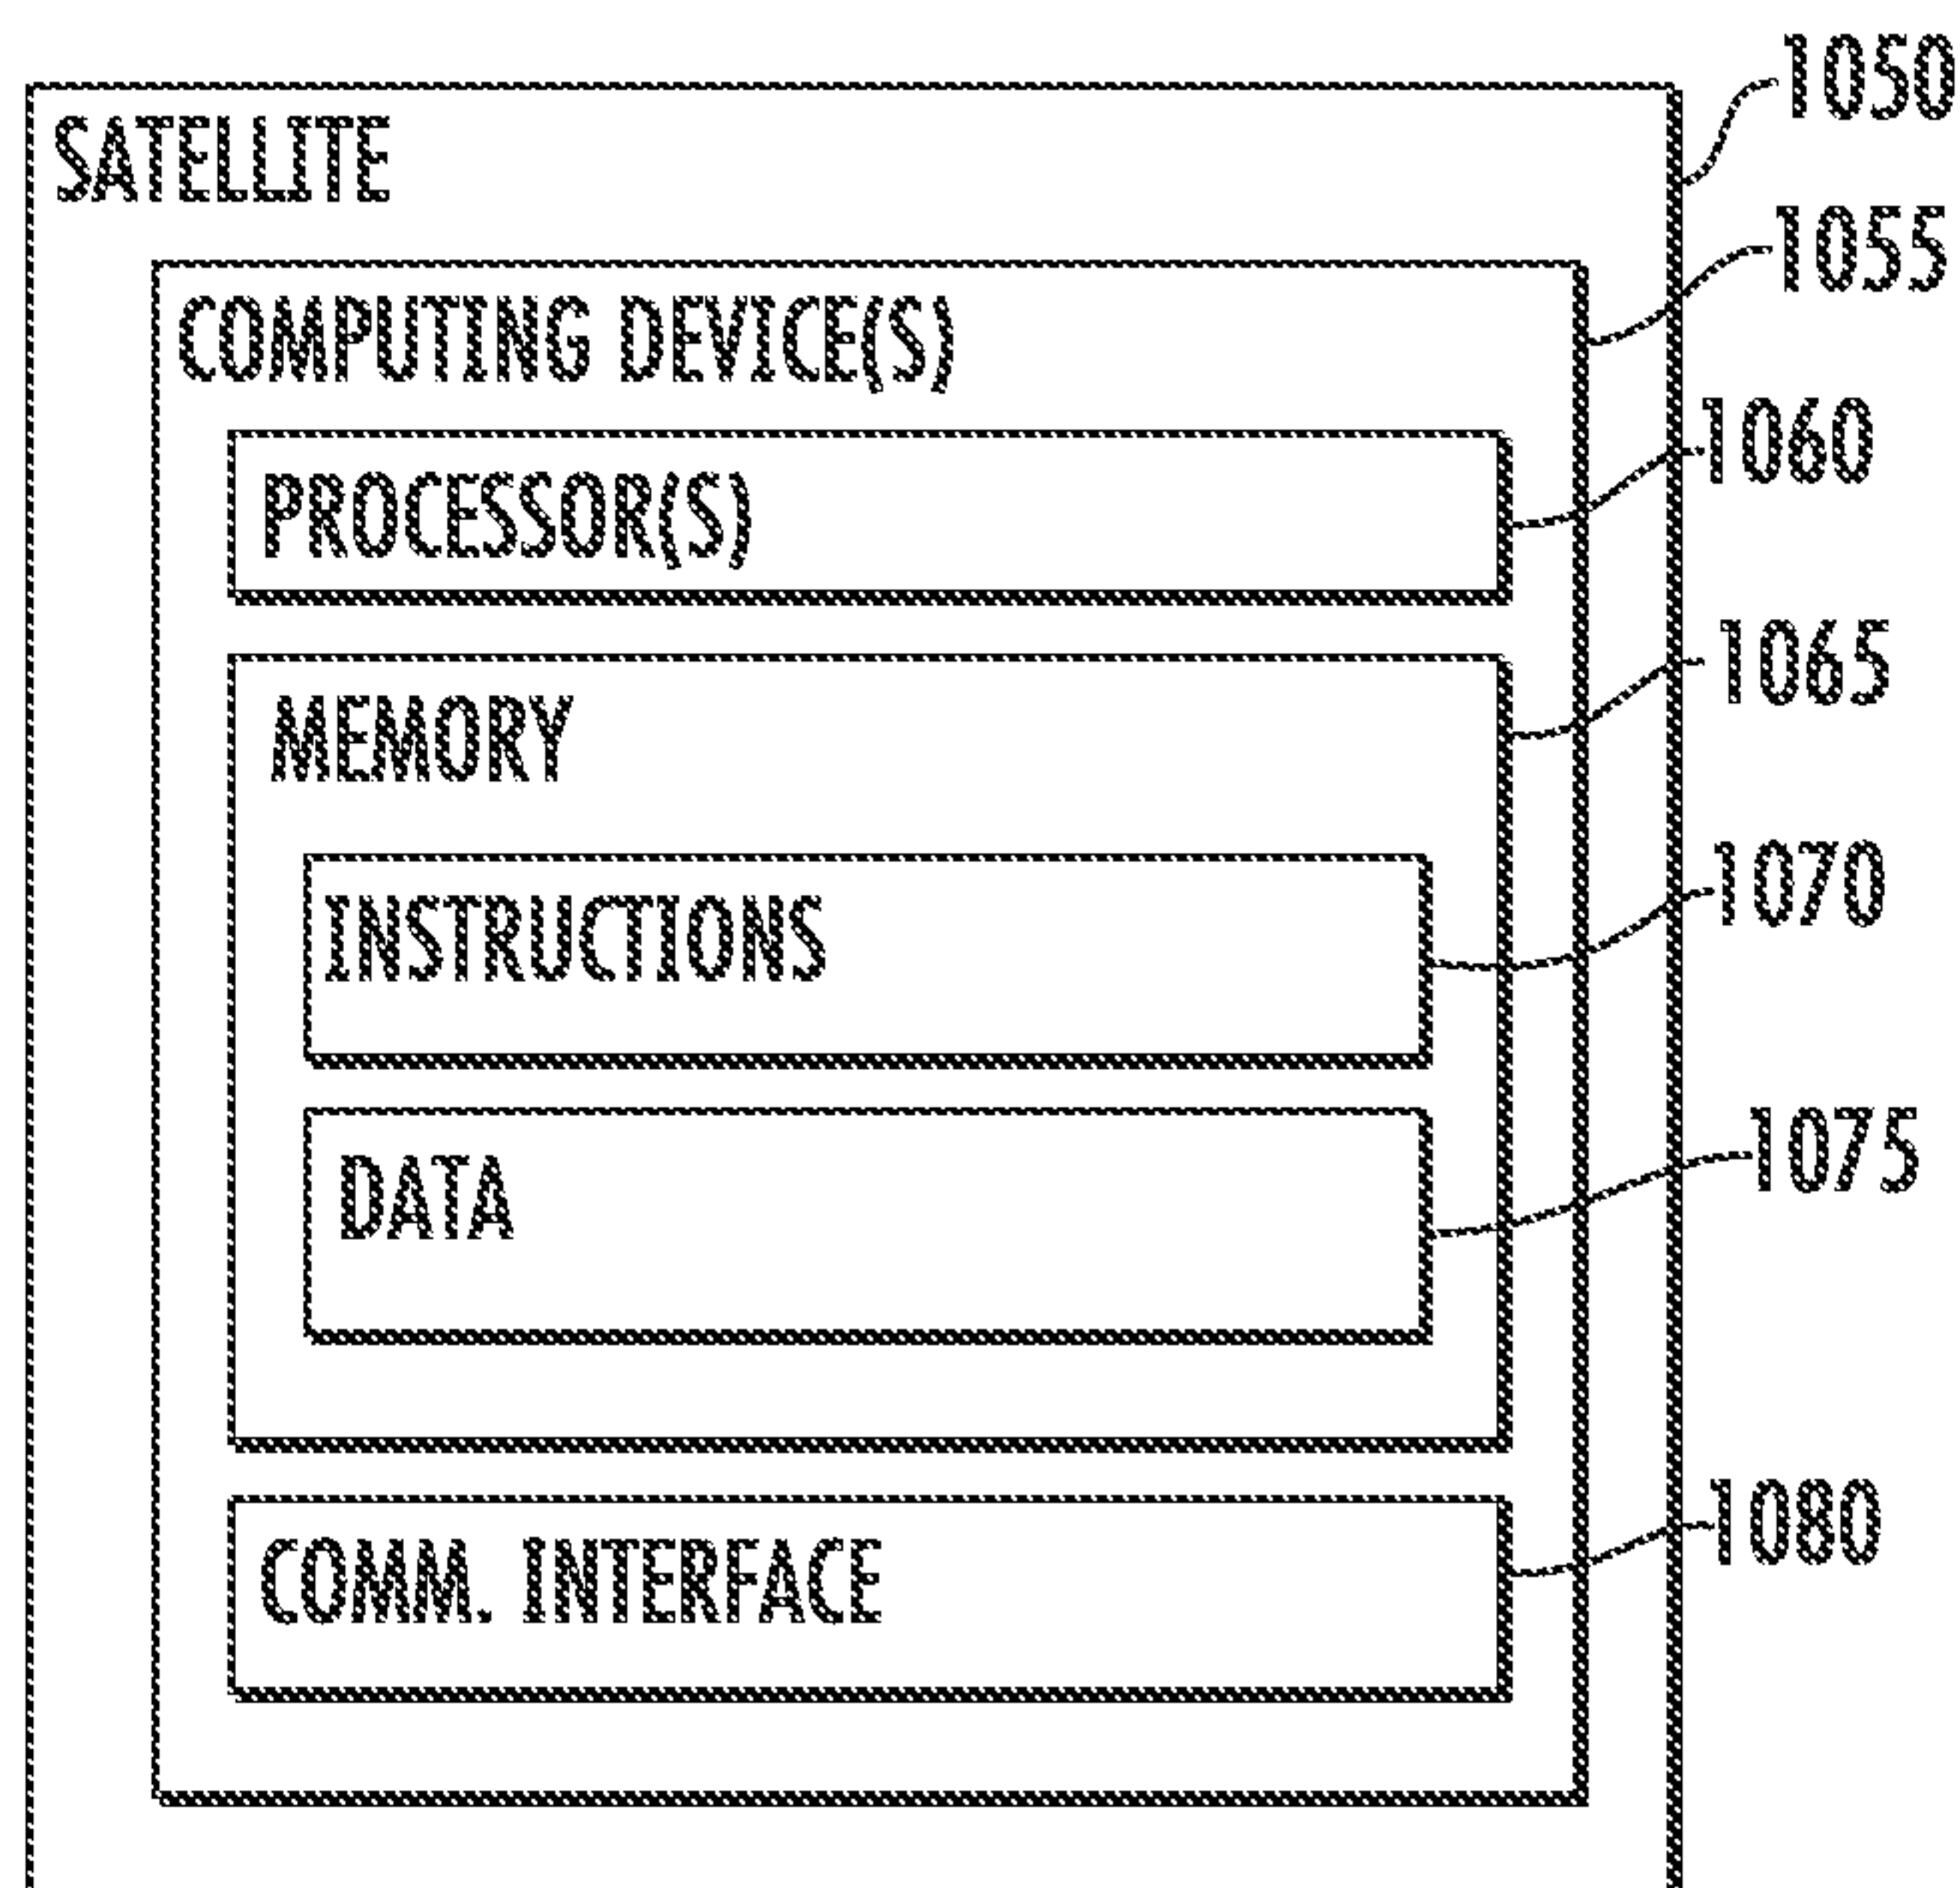 1050
SATELLITE
1055
COMPUTING DEVICE(S)
1060
PROCESSOR(S)
1065
MEMORY
1070
INSTRUCTIONS
1075
DATA
1080
COMM. INTERFACE